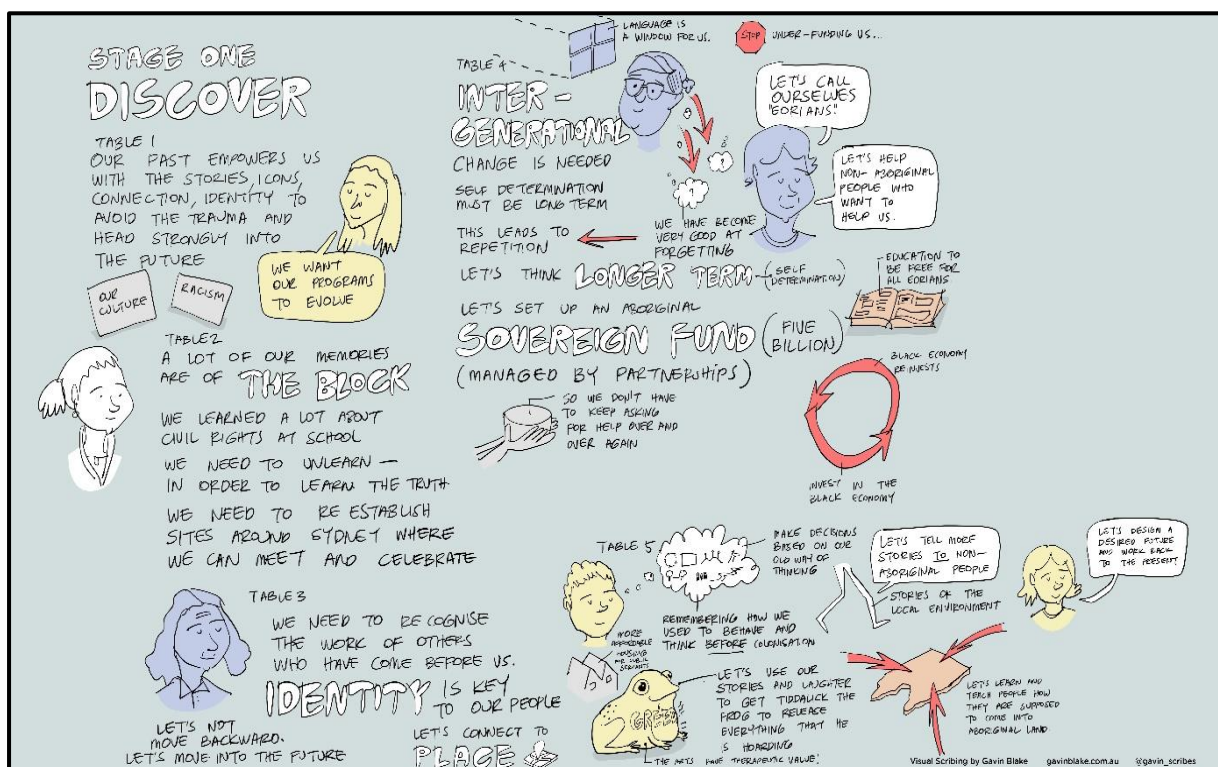 STAGE ONE
DISCOVER
TABLE 1
OUR PAST EMPOWERS US
WITH THE STORIES, ICONS,
CONNECTION, IDENTITY TO
AVOID THE TRAUMA AND
HEAD STRONGLY INTO
THE FUTURE
WE WANT
OUR PROGRAMS
TO EVOLVE
OUR
CULTURE
RACISM
TABLE 2
A LOT OF OUR MEMORIES
ARE OF THE BLOCK
WE LEARNED A LOT ABOUT
CIVIL RIGHTS AT SCHOOL
WE NEED TO UNLEARN —
IN ORDER TO LEARN THE TRUTH
WE NEED TO RE ESTABLISH
SITES AROUND SYDNEY WHERE
WE CAN MEET AND CELEBRATE
TABLE 3
WE NEED TO RECOGNISE
THE WORK OF OTHERS
WHO HAVE COME BEFORE US.
IDENTITY IS KEY
TO OUR PEOPLE
LET'S NOT
MOVE BACKWARD.
LET'S MOVE INTO THE FUTURE
LET'S CONNECT TO
PLACE
LANGUAGE IS
A WINDOW FOR US.
STOP UNDER-FUNDING US...
TABLE 4
INTER-
GENERATIONAL
CHANGE IS NEEDED
SELF DETERMINATION
MUST BE LONG TERM
THIS LEADS TO
REPETITION
WE HAVE BECOME
VERY GOOD AT
FORGETTING
?
?
LET'S CALL
OURSELVES
"EORIANS"
LET'S HELP
NON-ABORIGINAL
PEOPLE WHO
WANT TO
HELP US.
LET'S THINK LONGER TERM (SELF
DETERMINATION)
EDUCATION TO
BE FREE FOR
ALL EORIANS
LET'S SET UP AN ABORIGINAL
SOVEREIGN FUND (FIVE
BILLION)
(MANAGED BY PARTNERSHIPS)
SO WE DON'T HAVE
TO KEEP ASKING
FOR HELP OVER AND
OVER AGAIN
BLACK ECONOMY
REINVESTS
INVEST IN THE
BLACK ECONOMY
TABLE 5
MAKE DECISIONS
BASED ON OUR
OLD WAY OF
THINKING
REMEMBERING HOW WE
USED TO BEHAVE AND
THINK BEFORE COLONISATION
MORE
AFFORDABLE
HOUSING
FOR PUBLIC
SERVANTS
LET'S TELL MORE
STORIES TO NON-
ABORIGINAL PEOPLE
STORIES OF THE
LOCAL ENVIRONMENT
LET'S DESIGN A
DESIRED FUTURE
AND WORK BACK
TO THE PRESENT!
GREED
LET'S USE OUR
STORIES AND LAUGHTER
TO GET TIDDALICK THE
FROG TO RELEASE
EVERYTHING THAT HE
IS HOARDING
THE ARTS HAVE THERAPEUTIC VALUE!
LET'S LEARN AND
TEACH PEOPLE HOW
THEY ARE SUPPOSED
TO COME INTO
ABORIGINAL LAND
Visual Scribing by Gavin Blake gavinblake.com.au @gavin_scribes